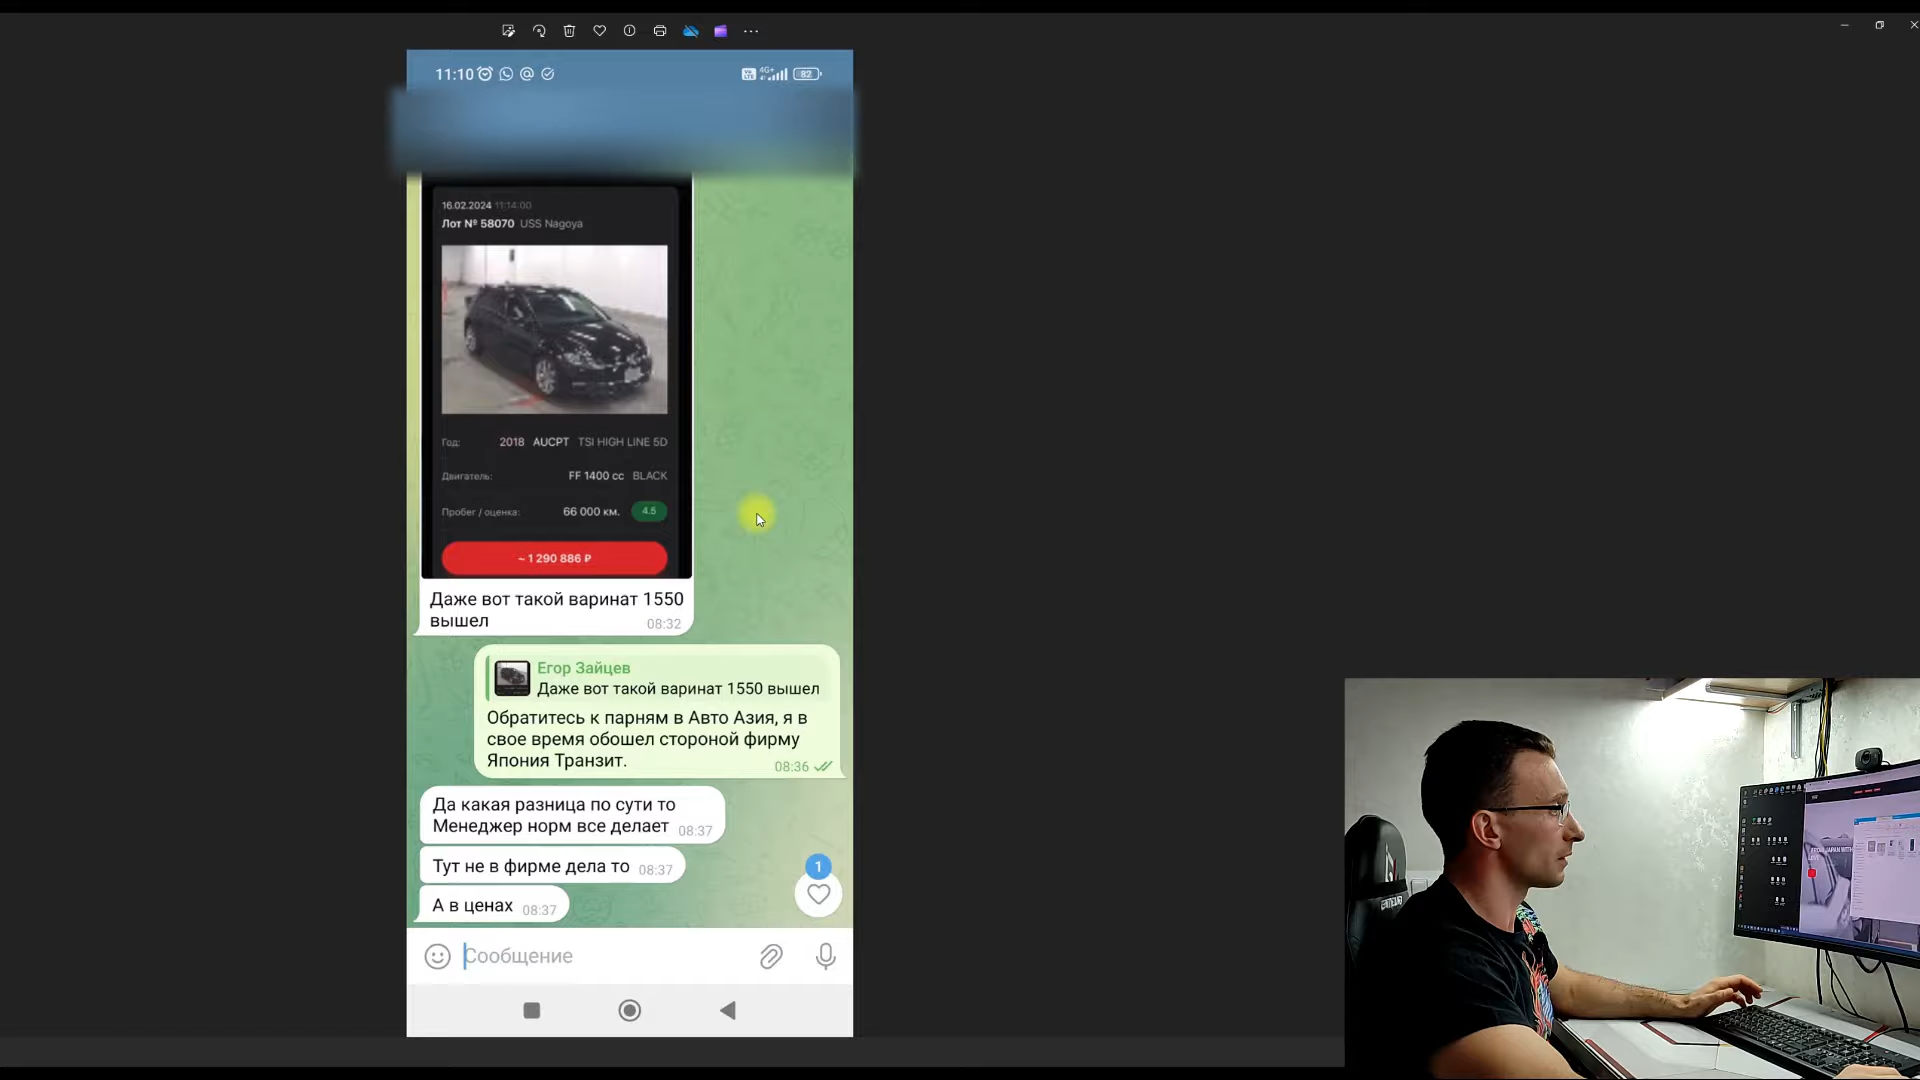 11:10
4G+
82
16.02.2024 11:14:00
Лот № 58070 USS Nagoya
Год: 2018 AUCPT TSI HIGH LINE 5D
Двигатель: FF 1400 cc BLACK
Пробег / оценка: 66 000 км. 4.5
~ 1 290 886 ₽
Даже вот такой варинат 1550
вышел 08:32
Егор Зайцев
Даже вот такой варинат 1550 вышел
Обратитесь к парням в Авто Азия, я в
свое время обошел стороной фирму
Япония Транзит. 08:36
Да какая разница по сути то
Менеджер норм все делает 08:37
Тут не в фирме дела то 08:37
А в ценах 08:37
1
Сообщение